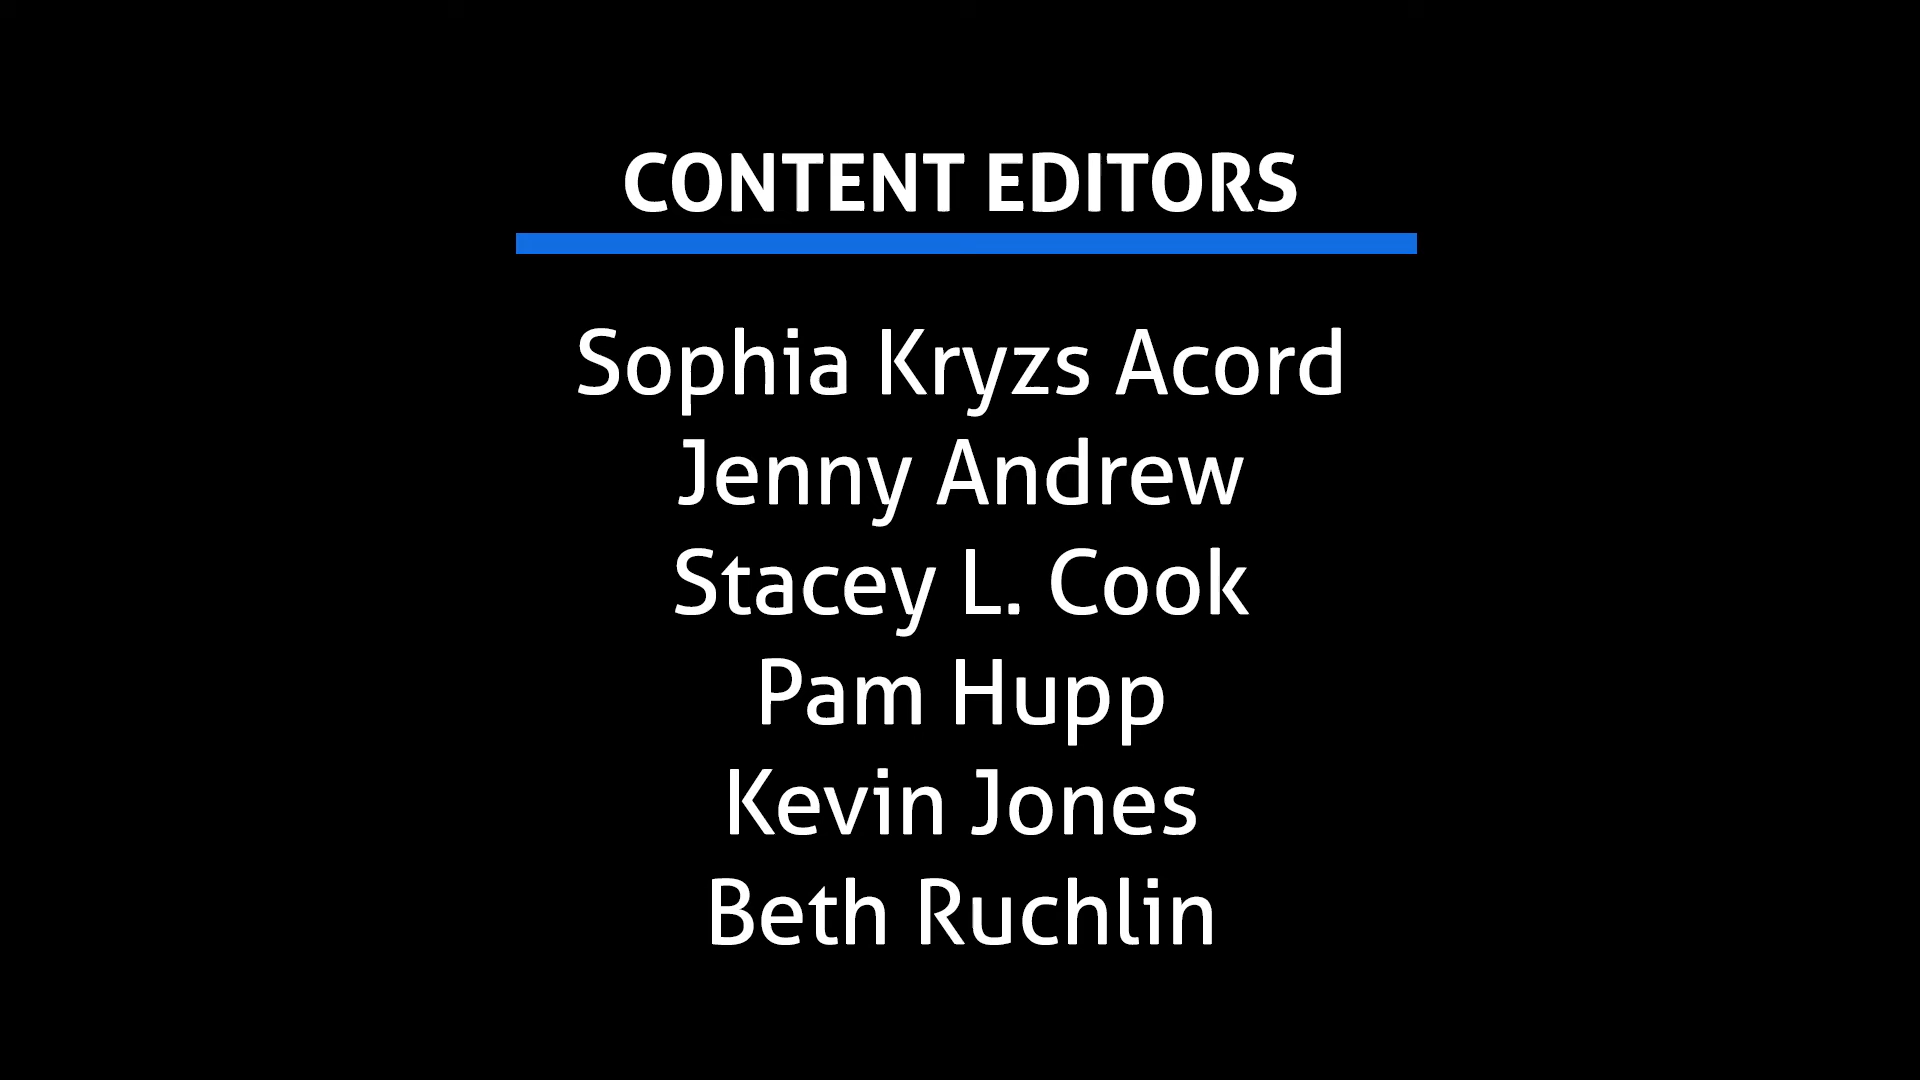 CONTENT EDITORS
Sophia Kryzs Acord
Jenny Andrew
Stacey L. Cook
Pam Hupp
Kevin Jones
Beth Ruchlin